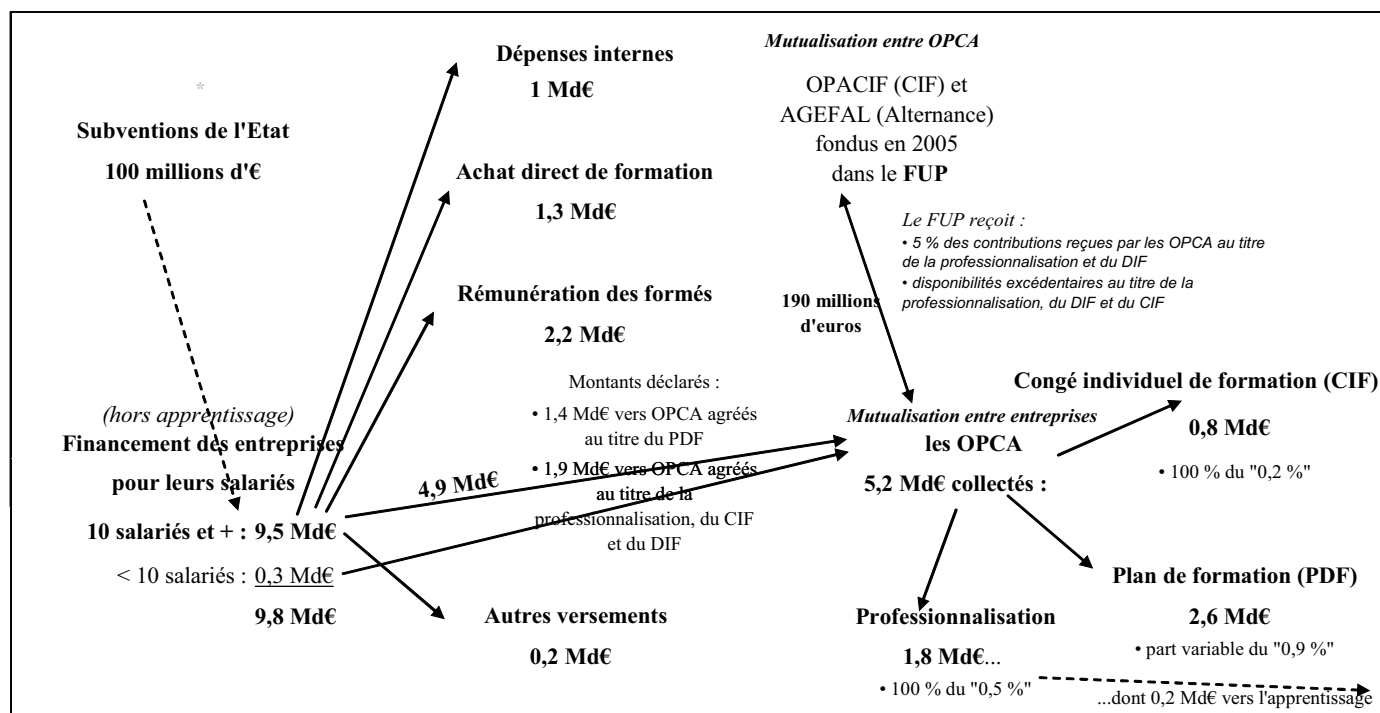 *
Subventions de l'Etat
100 millions d'€
Dépenses internes
1 Md€
Achat direct de formation
1,3 Md€
Rémunération des formés
2,2 Md€
Montants déclarés :
• 1,4 Md€ vers OPCA agréés
au titre du PDF
• 1,9 Md€ vers OPCA agréés
au titre de la
professionnalisation, du CIF
et du DIF
4,9 Md€
(hors apprentissage)
Financement des entreprises
pour leurs salariés
10 salariés et + : 9,5 Md€
< 10 salariés : 0,3 Md€
9,8 Md€
Autres versements
0,2 Md€
Mutualisation entre OPCA
OPACIF (CIF) et
AGEFAL (Alternance)
fondus en 2005
dans le FUP
Le FUP reçoit :
• 5 % des contributions reçues par les OPCA au titre
de la professionnalisation et du DIF
• disponibilités excédentaires au titre de la
professionnalisation, du DIF et du CIF
190 millions
d'euros
Mutualisation entre entreprises
les OPCA
5,2 Md€ collectés :
Congé individuel de formation (CIF)
0,8 Md€
• 100 % du "0,2 %"
Plan de formation (PDF)
2,6 Md€
• part variable du "0,9 %"
Professionnalisation
1,8 Md€...
• 100 % du "0,5 %"
...dont 0,2 Md€ vers l'apprentissage